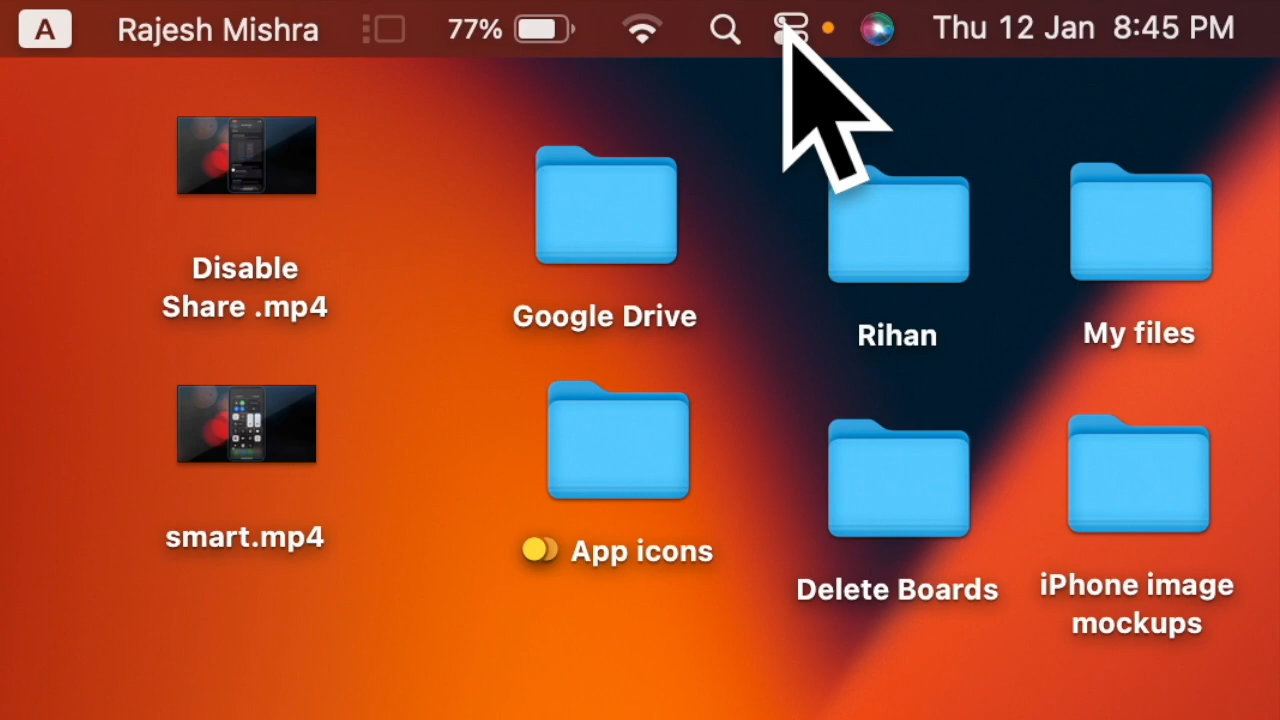 A Rajesh Mishra 77% Thu 12 Jan 8:45 PM
Disable
Share .mp4
Google Drive
Rihan
My files
smart.mp4
App icons
Delete Boards
iPhone image
mockups